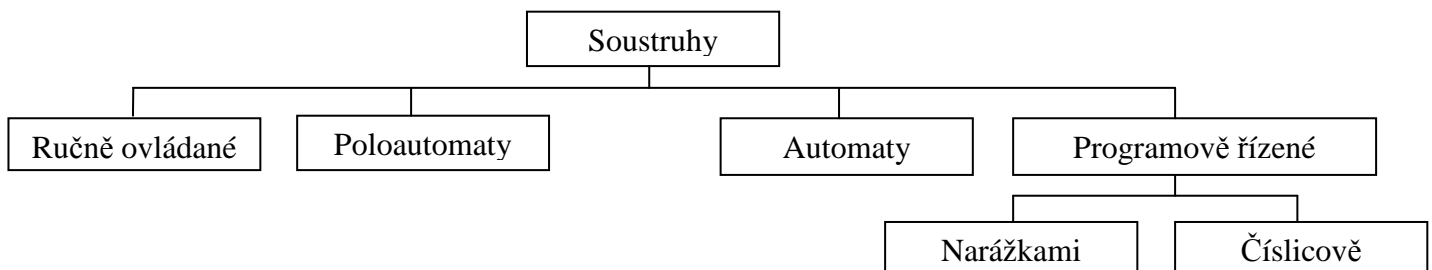 Soustruhy
Ručně ovládané
Poloautomaty
Automaty
Programově řízené
Narážkami
Číslicově